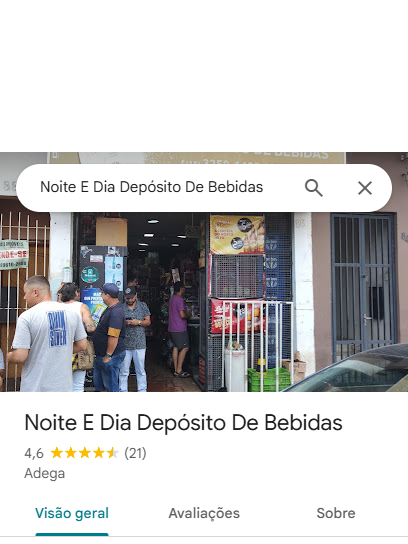 DE BEBIDAS
Noite E Dia Depósito De Bebidas
Noite E Dia Depósito De Bebidas
4,6 (21)
Adega
Visão geral
Avaliações
Sobre